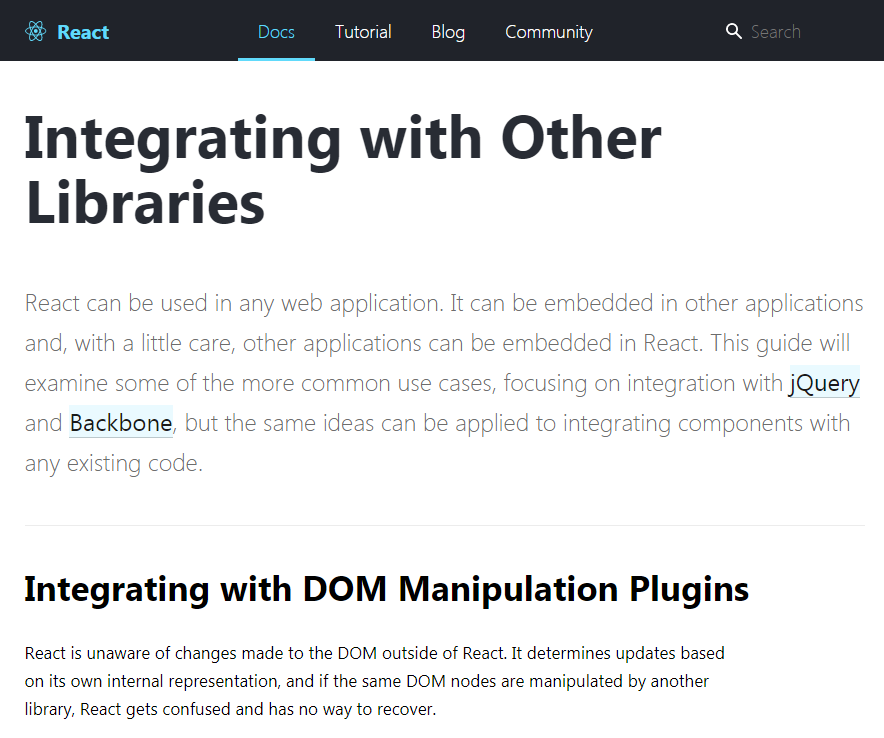 React Docs Tutorial Blog Community Search
Integrating with Other
Libraries
React can be used in any web application. It can be embedded in other applications
and, with a little care, other applications can be embedded in React. This guide will
examine some of the more common use cases, focusing on integration with jQuery
and Backbone, but the same ideas can be applied to integrating components with
any existing code.
Integrating with DOM Manipulation Plugins
React is unaware of changes made to the DOM outside of React. It determines updates based
on its own internal representation, and if the same DOM nodes are manipulated by another
library, React gets confused and has no way to recover.